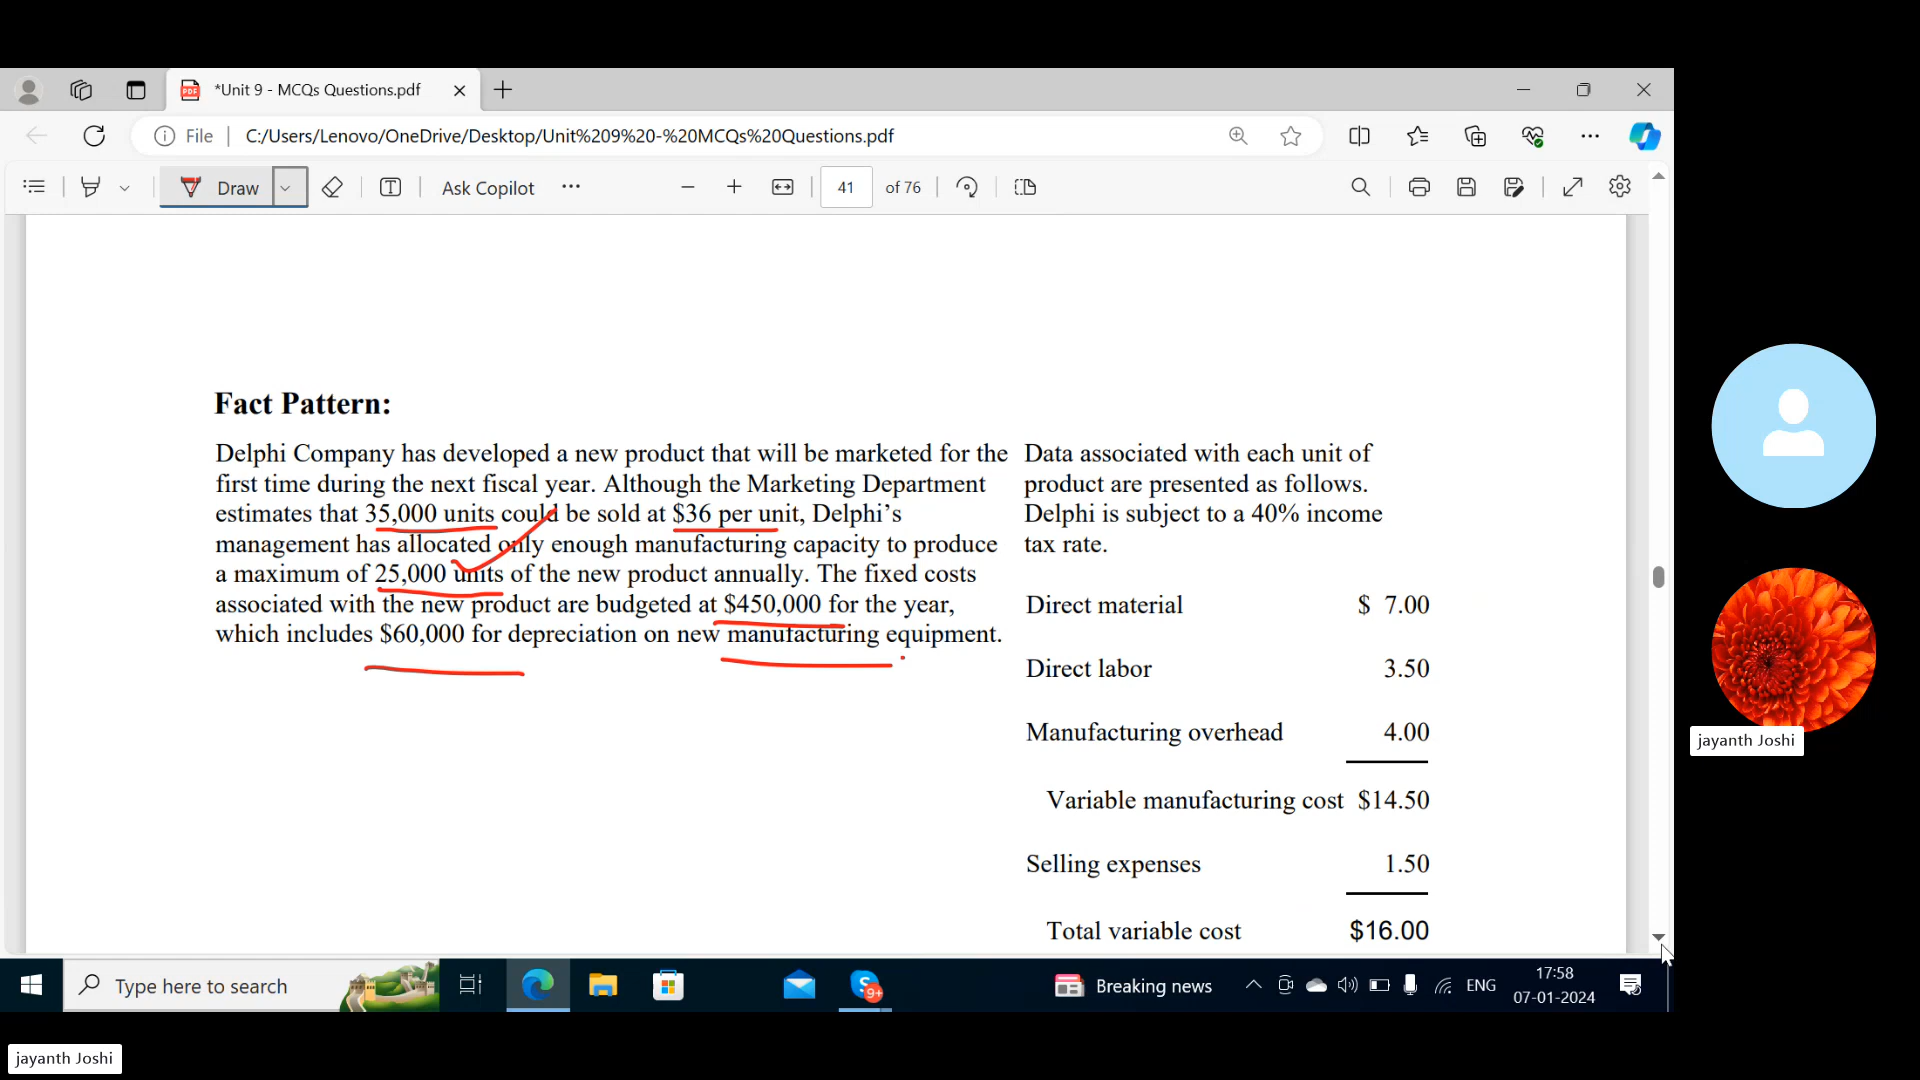 *Unit 9 - MCQs Questions.pdf
File
C:/Users/Lenovo/OneDrive/Desktop/Unit%209%20-%20MCQs%20Questions.pdf
Draw
Ask Copilot
41 of 76
Fact Pattern:
Delphi Company has developed a new product that will be marketed for the
first time during the next fiscal year. Although the Marketing Department
estimates that 35,000 units could be sold at $36 per unit, Delphi's
management has allocated only enough manufacturing capacity to produce
a maximum of 25,000 units of the new product annually. The fixed costs
associated with the new product are budgeted at $450,000 for the year,
which includes $60,000 for depreciation on new manufacturing equipment.
Data associated with each unit of
product are presented as follows.
Delphi is subject to a 40% income
tax rate.
Direct material $ 7.00
Direct labor 3.50
Manufacturing overhead 4.00
Variable manufacturing cost $14.50
Selling expenses 1.50
Total variable cost $16.00
jayanth Joshi
Type here to search
9+
Breaking news
ENG
17:58
07-01-2024
jayanth Joshi